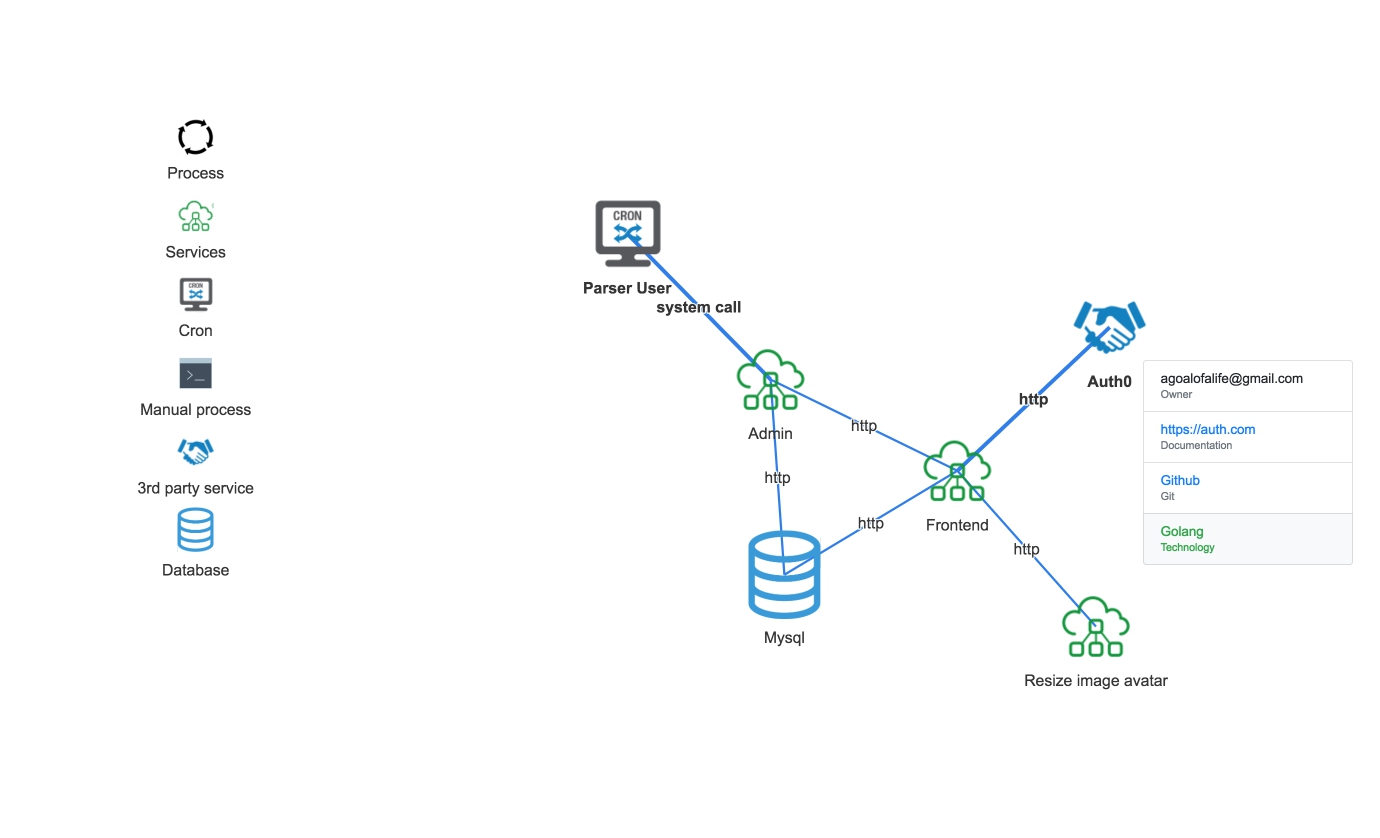 Process
Services
CRON
Cron
>_
Manual process
3rd party service
Database
CRON
Parser User
system call
Admin
http
http
http
Mysql
Frontend
http
http
Auth0
agoalofalife@gmail.com
Owner
https://auth.com
Documentation
Github
Git
Golang
Technology
Resize image avatar